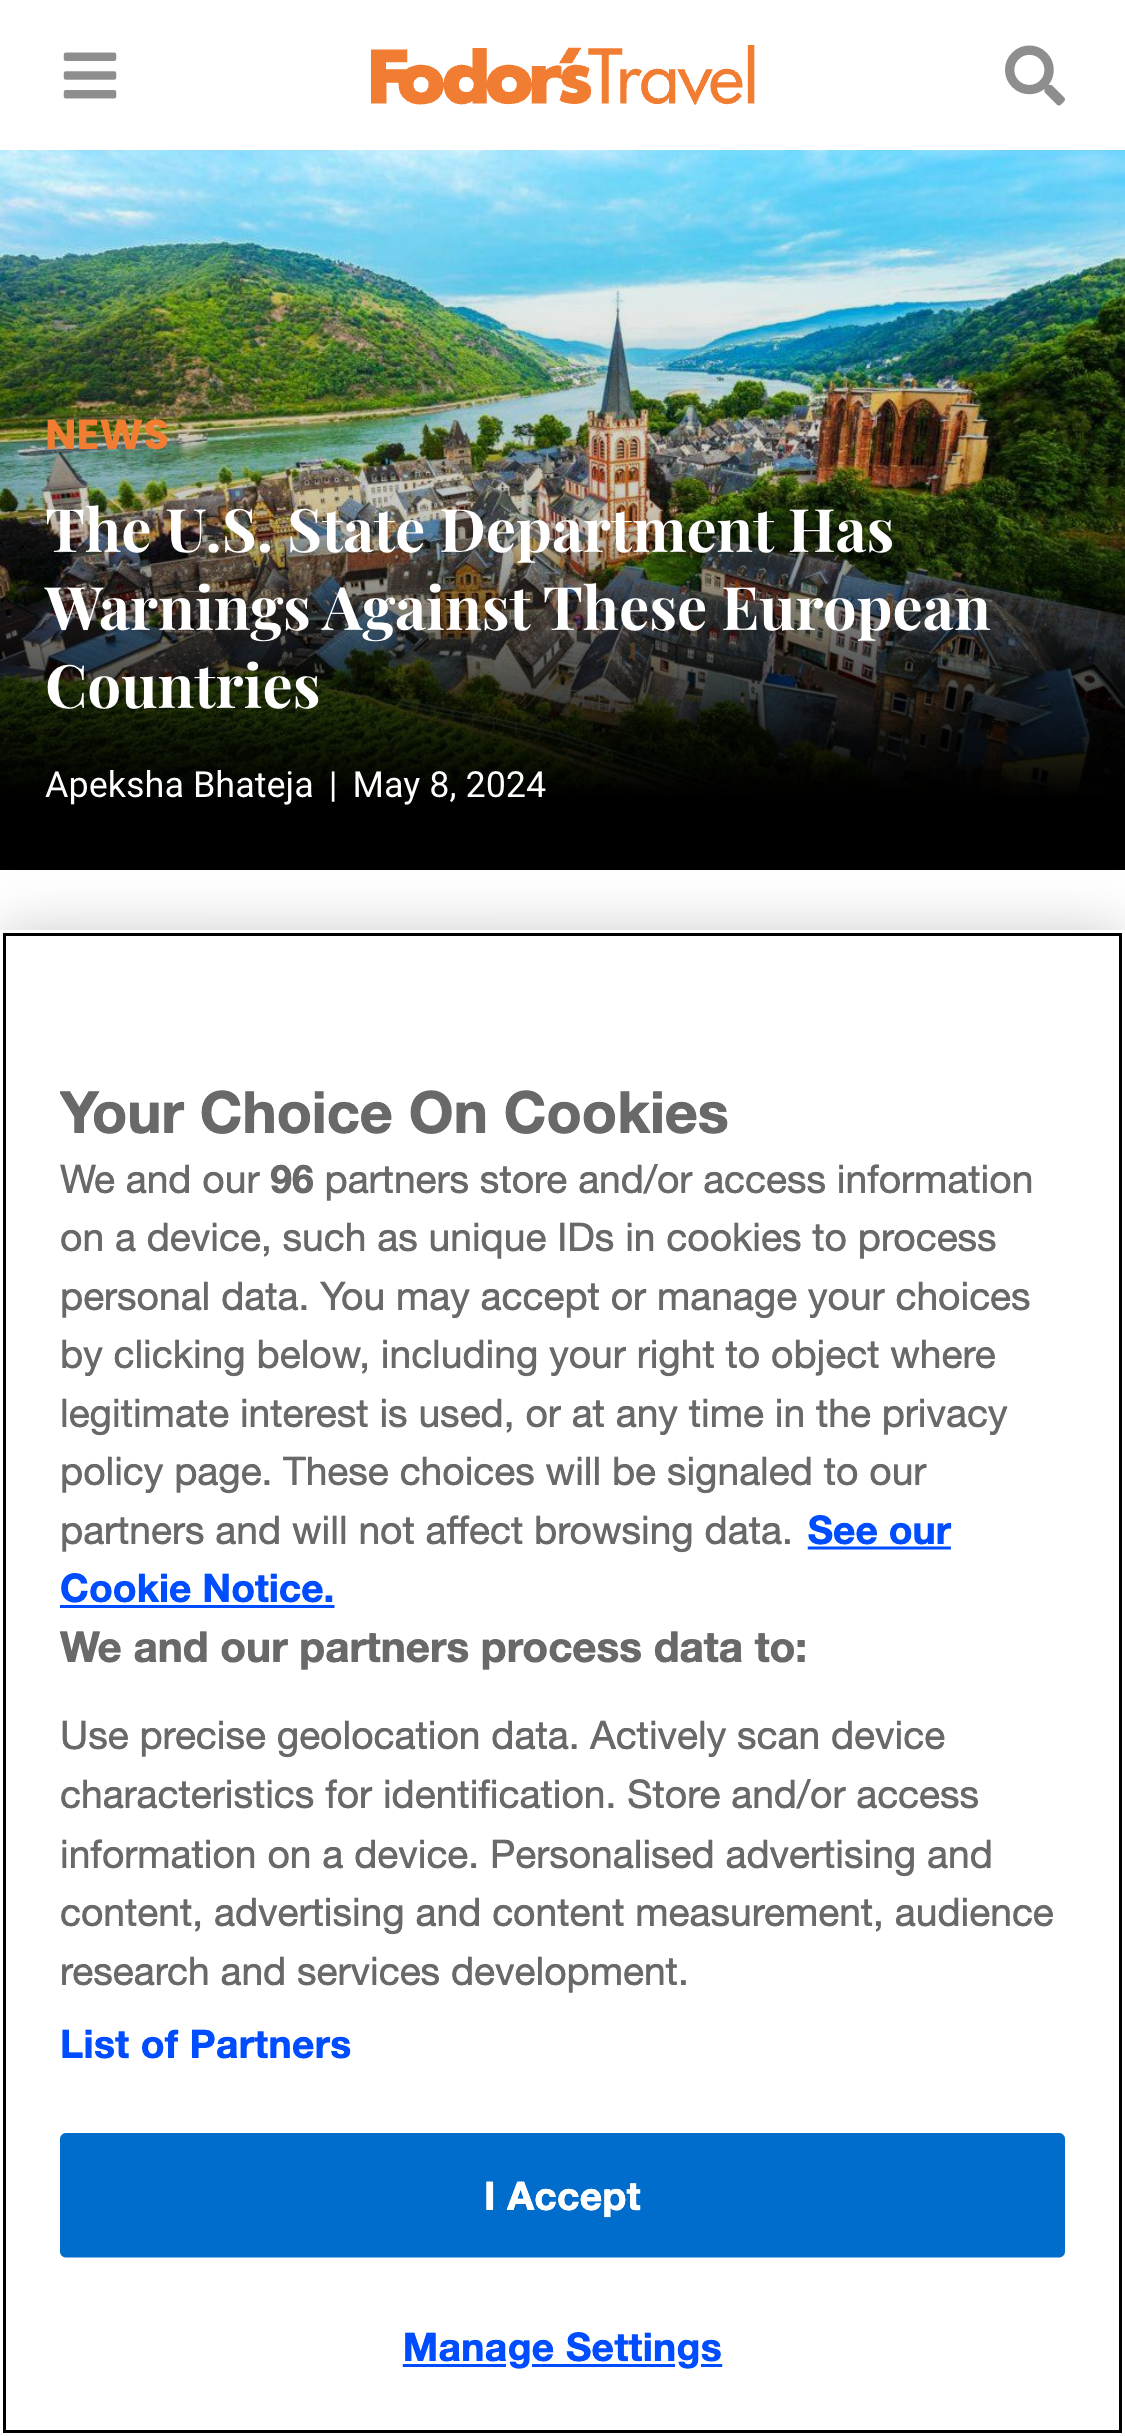 Fodor's Travel
NEWS
The U.S. State Department Has
Warnings Against These European
Countries
Apeksha Bhateja | May 8, 2024
Your Choice On Cookies
We and our 96 partners store and/or access information
on a device, such as unique IDs in cookies to process
personal data. You may accept or manage your choices
by clicking below, including your right to object where
legitimate interest is used, or at any time in the privacy
policy page. These choices will be signaled to our
partners and will not affect browsing data. See our
Cookie Notice.
We and our partners process data to:
Use precise geolocation data. Actively scan device
characteristics for identification. Store and/or access
information on a device. Personalised advertising and
content, advertising and content measurement, audience
research and services development.
List of Partners
I Accept
Manage Settings